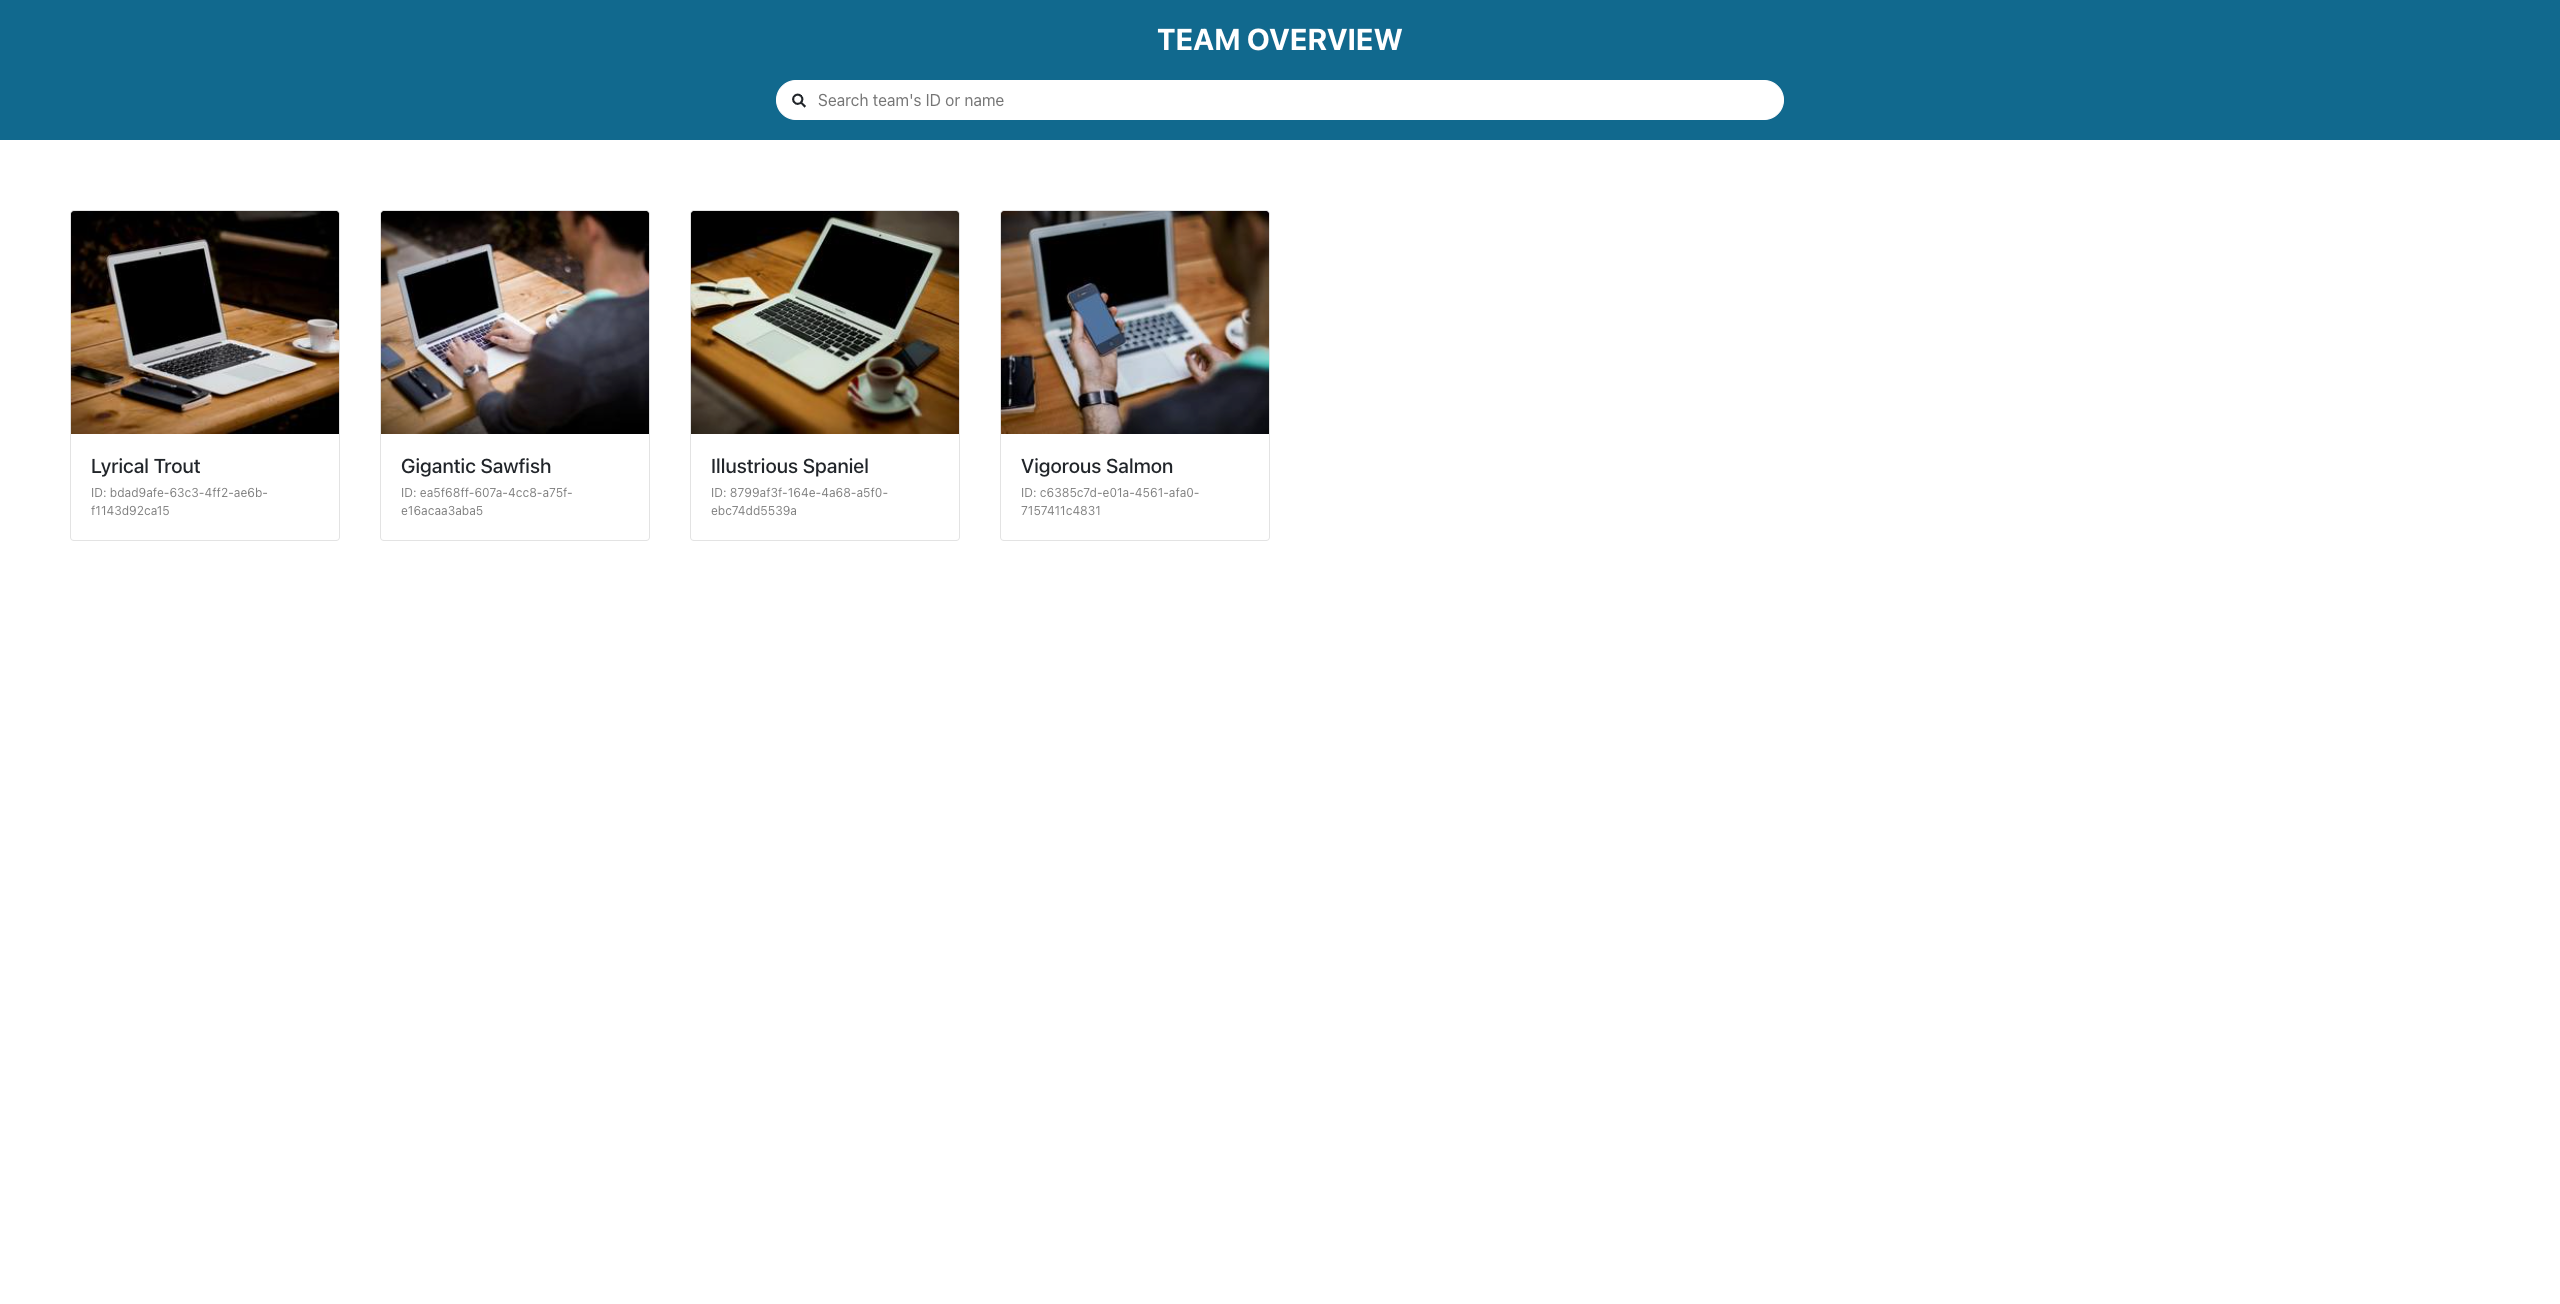 TEAM OVERVIEW
Search team's ID or name
Lyrical Trout
ID: bdad9afe-63c3-4ff2-ae6b-
f1143d92ca15
Gigantic Sawfish
ID: ea5f68ff-607a-4cc8-a75f-
e16acaa3aba5
Illustrious Spaniel
ID: 8799af3f-164e-4a68-a5f0-
ebc74dd5539a
Vigorous Salmon
ID: c6385c7d-e01a-4561-afa0-
7157411c4831